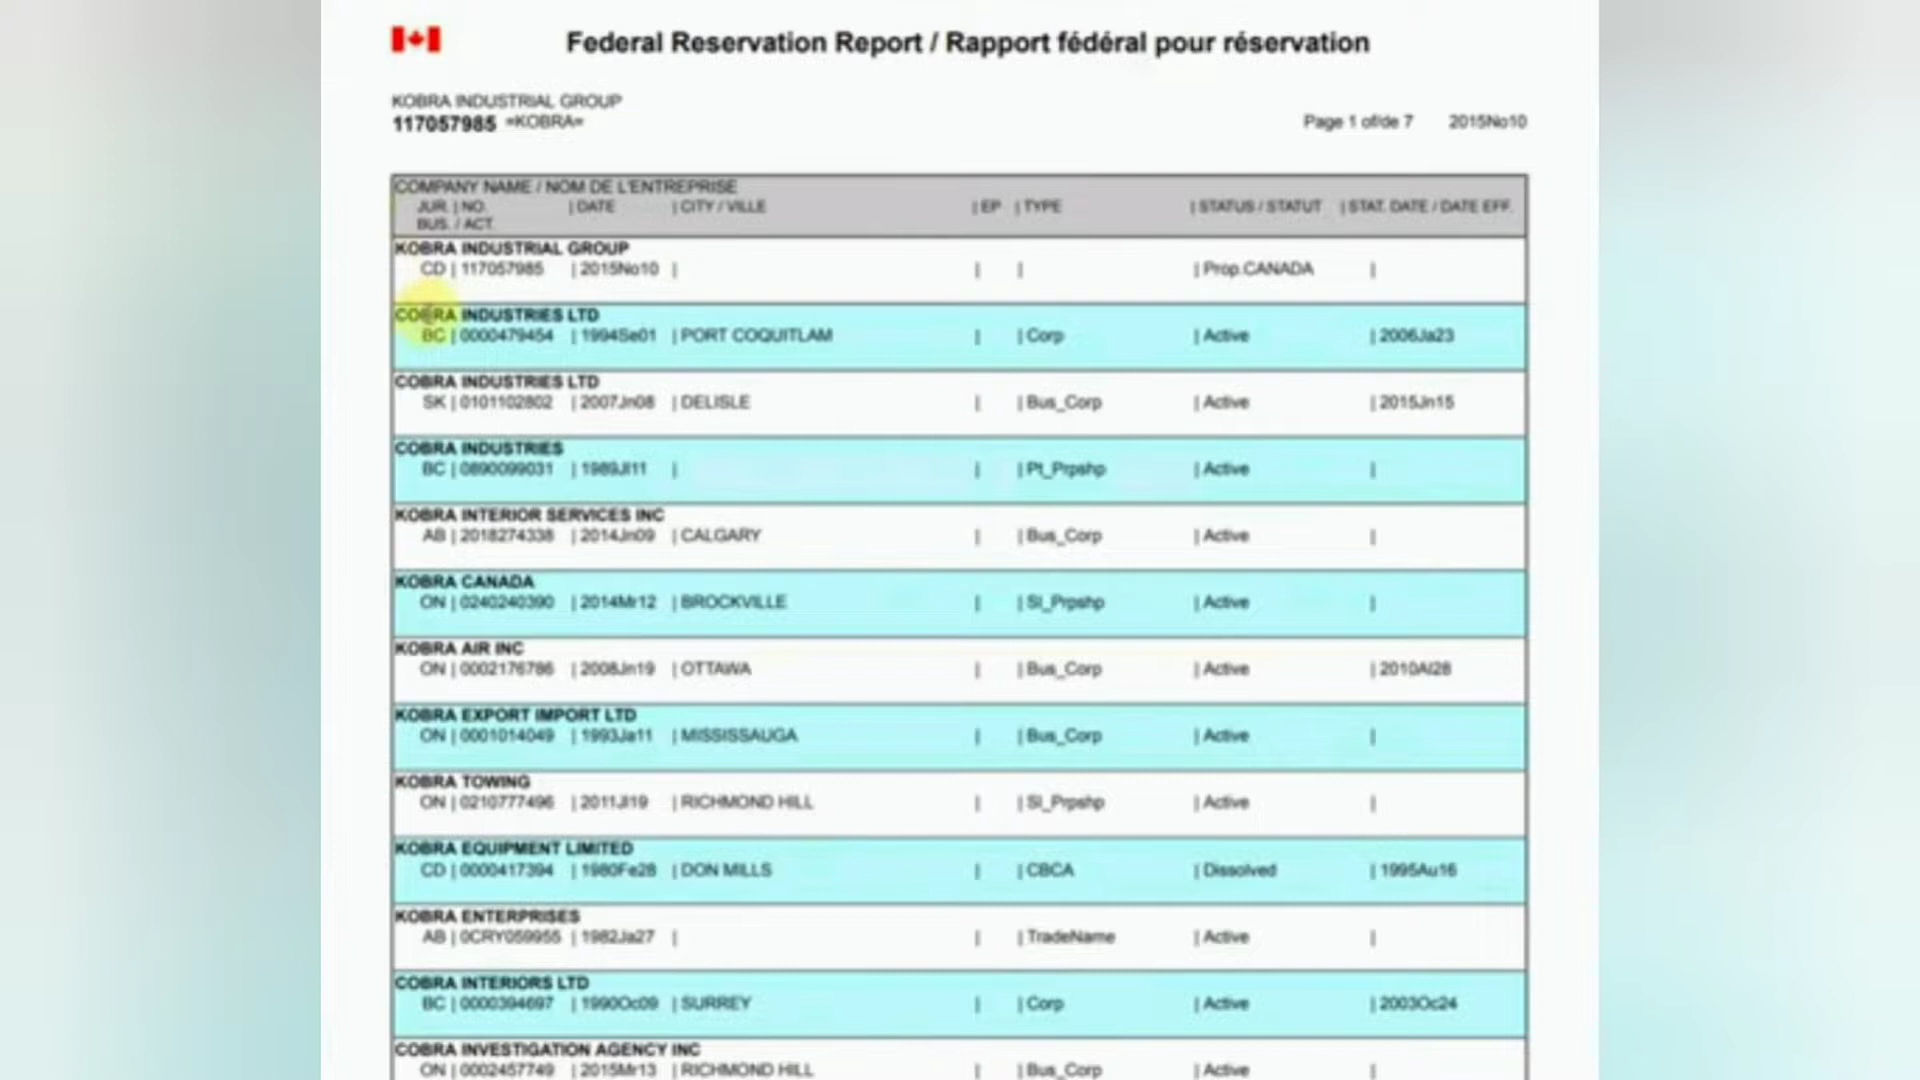 Federal Reservation Report / Rapport fédéral pour réservation
KOBRA INDUSTRIAL GROUP
117057985 =KOBRA=
Page 1 of/de 7 2015No10
COMPANY NAME / NOM DE L'ENTREPRISE
JUR. | NO. | DATE | CITY / VILLE | EP | TYPE | STATUS / STATUT | STAT. DATE / DATE EFF.
BUS. / ACT.
KOBRA INDUSTRIAL GROUP
CD | 117057985 | 2015No10 | | | | Prop.CANADA |
COBRA INDUSTRIES LTD
BC | 0000479454 | 1994Se01 | PORT COQUITLAM | | Corp | Active | 2006Ja23
COBRA INDUSTRIES LTD
SK | 0101102802 | 2007Jn08 | DELISLE | | Bus_Corp | Active | 2015Jn15
COBRA INDUSTRIES
BC | 0890099031 | 1989Jl11 | | | Pt_Prpshp | Active |
KOBRA INTERIOR SERVICES INC
AB | 2018274338 | 2014Jn09 | CALGARY | | Bus_Corp | Active |
KOBRA CANADA
ON | 0240240390 | 2014Mr12 | BROCKVILLE | | Sl_Prpshp | Active |
KOBRA AIR INC
ON | 0002176786 | 2008Jn19 | OTTAWA | | Bus_Corp | Active | 2010Al28
KOBRA EXPORT IMPORT LTD
ON | 0001014049 | 1993Ja11 | MISSISSAUGA | | Bus_Corp | Active |
KOBRA TOWING
ON | 0210777496 | 2011Jl19 | RICHMOND HILL | | Sl_Prpshp | Active |
KOBRA EQUIPMENT LIMITED
CD | 0000417394 | 1980Fe28 | DON MILLS | | CBCA | Dissolved | 1995Au16
KOBRA ENTERPRISES
AB | 0CRY059955 | 1982Ja27 | | | TradeName | Active |
COBRA INTERIORS LTD
BC | 0000394697 | 1990Oc09 | SURREY | | Corp | Active | 2003Oc24
COBRA INVESTIGATION AGENCY INC
ON | 0002457749 | 2015Mr13 | RICHMOND HILL | | Bus_Corp | Active |